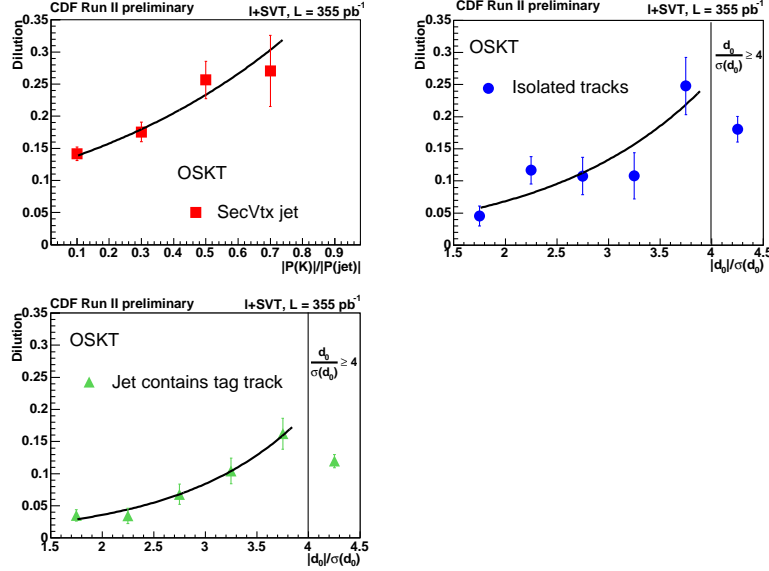 CDF Run II preliminary
l+SVT, L = 355 pb⁻¹
Dilution
0.35
0.3
0.25
0.2
0.15
0.1
0.05
0
OSKT
SecVtx jet
0.1 0.2 0.3 0.4 0.5 0.6 0.7 0.8 0.9
|P(K)|/|P(jet)|
CDF Run II preliminary
l+SVT, L = 355 pb⁻¹
Dilution
0.35
0.3
0.25
0.2
0.15
0.1
0.05
0
OSKT
d₀/σ(d₀) ≥ 4
Isolated tracks
1.5 2 2.5 3 3.5 4 4.5
|d₀|/σ(d₀)
CDF Run II preliminary
l+SVT, L = 355 pb⁻¹
Dilution
0.35
0.3
0.25
0.2
0.15
0.1
0.05
0
OSKT
d₀/σ(d₀) ≥ 4
Jet contains tag track
1.5 2 2.5 3 3.5 4 4.5
|d₀|/σ(d₀)